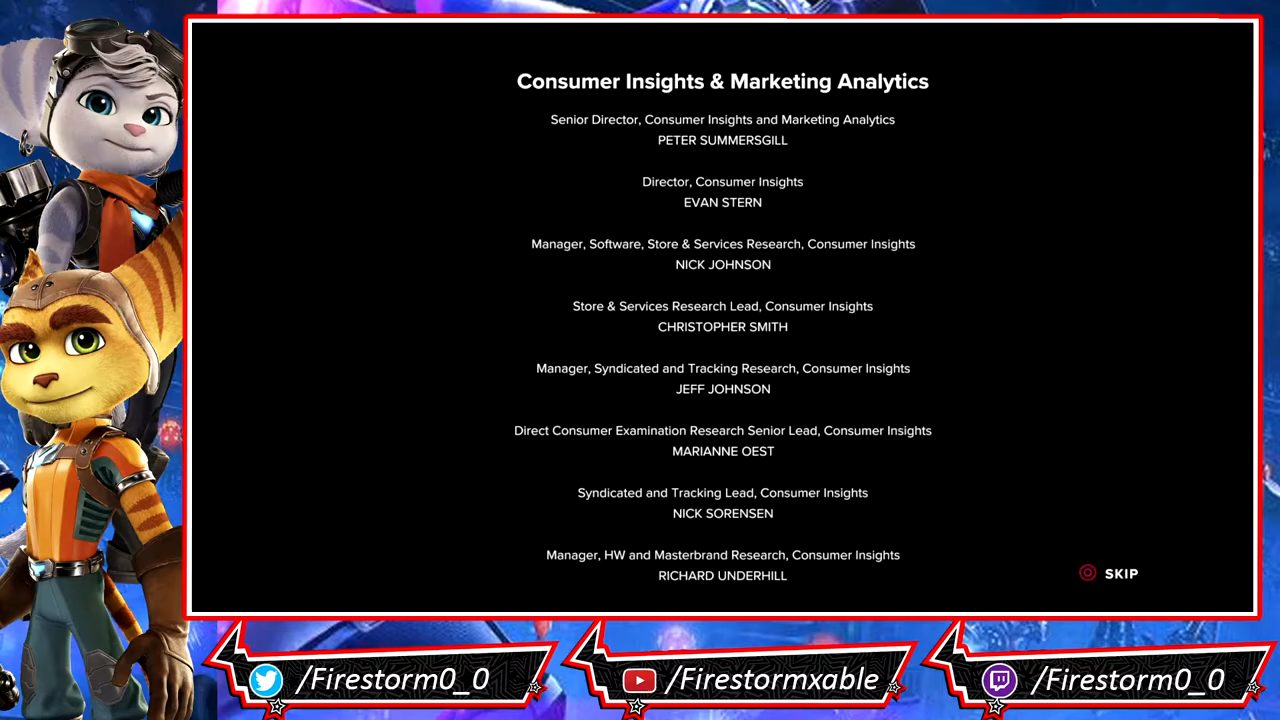 Consumer Insights & Marketing Analytics
Senior Director, Consumer Insights and Marketing Analytics
PETER SUMMERSGILL
Director, Consumer Insights
EVAN STERN
Manager, Software, Store & Services Research, Consumer Insights
NICK JOHNSON
Store & Services Research Lead, Consumer Insights
CHRISTOPHER SMITH
Manager, Syndicated and Tracking Research, Consumer Insights
JEFF JOHNSON
Direct Consumer Examination Research Senior Lead, Consumer Insights
MARIANNE OEST
Syndicated and Tracking Lead, Consumer Insights
NICK SORENSEN
Manager, HW and Masterbrand Research, Consumer Insights
RICHARD UNDERHILL
SKIP
/Firestorm0_0
/Firestormxable
/Firestorm0_0